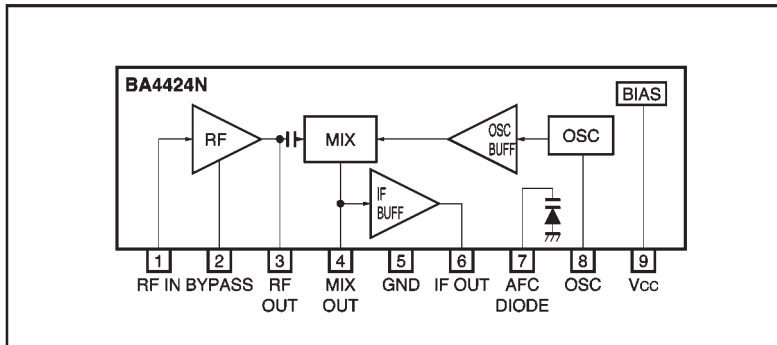 BA4424N
BIAS
RF
MIX
OSC
BUFF
OSC
IF
BUFF
1 2 3 4 5 6 7 8 9
RF IN BYPASS RF GND IF OUT AFC OSC Vcc
OUT MIX DIODE
OUT